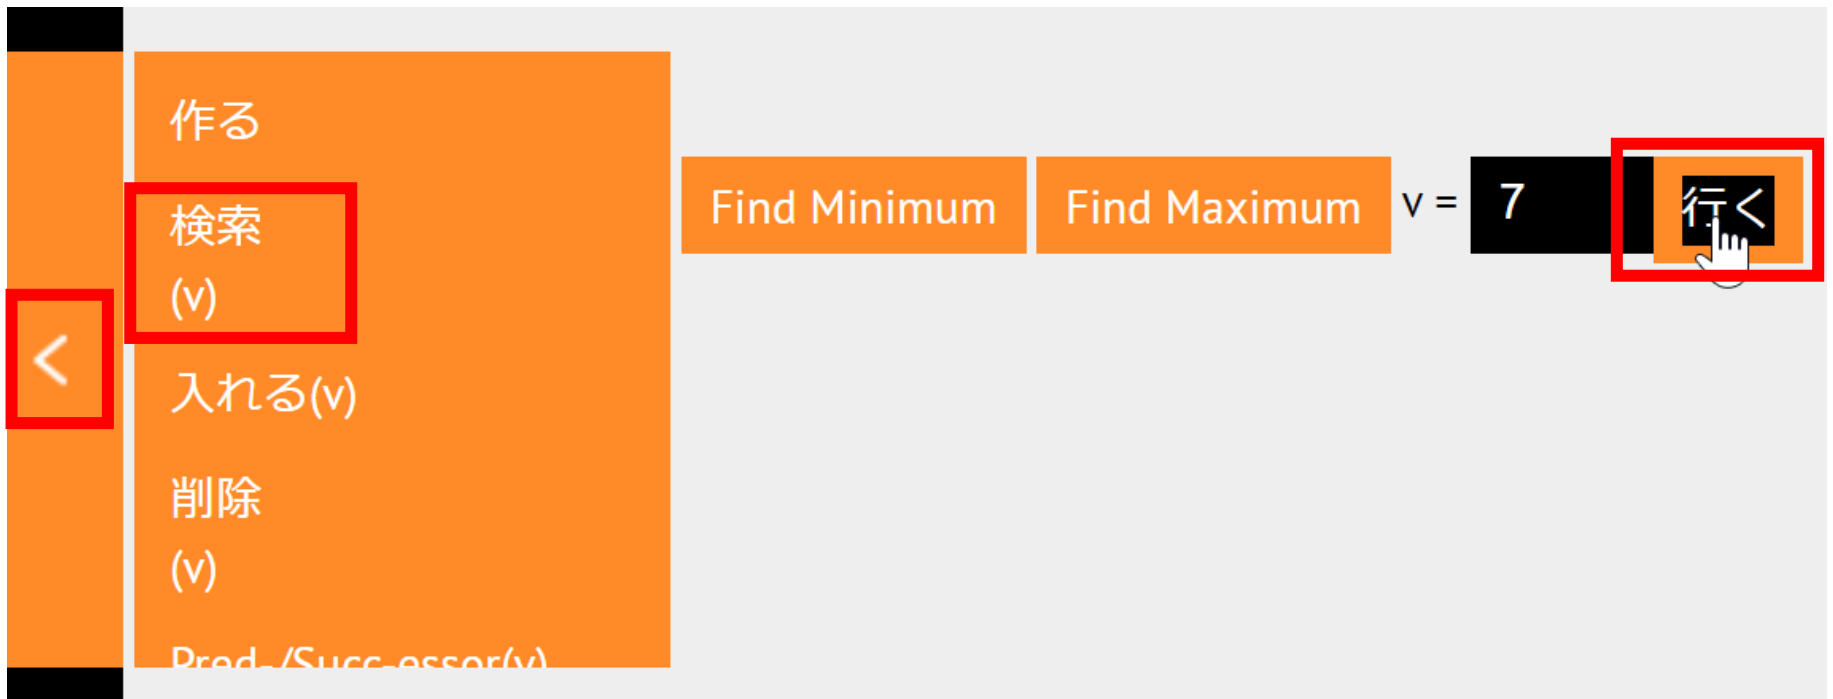 作る
検索
(v)
入れる(v)
削除
(v)
Pred-/Succ-essor(v)
Find Minimum
Find Maximum
v = 7
行く